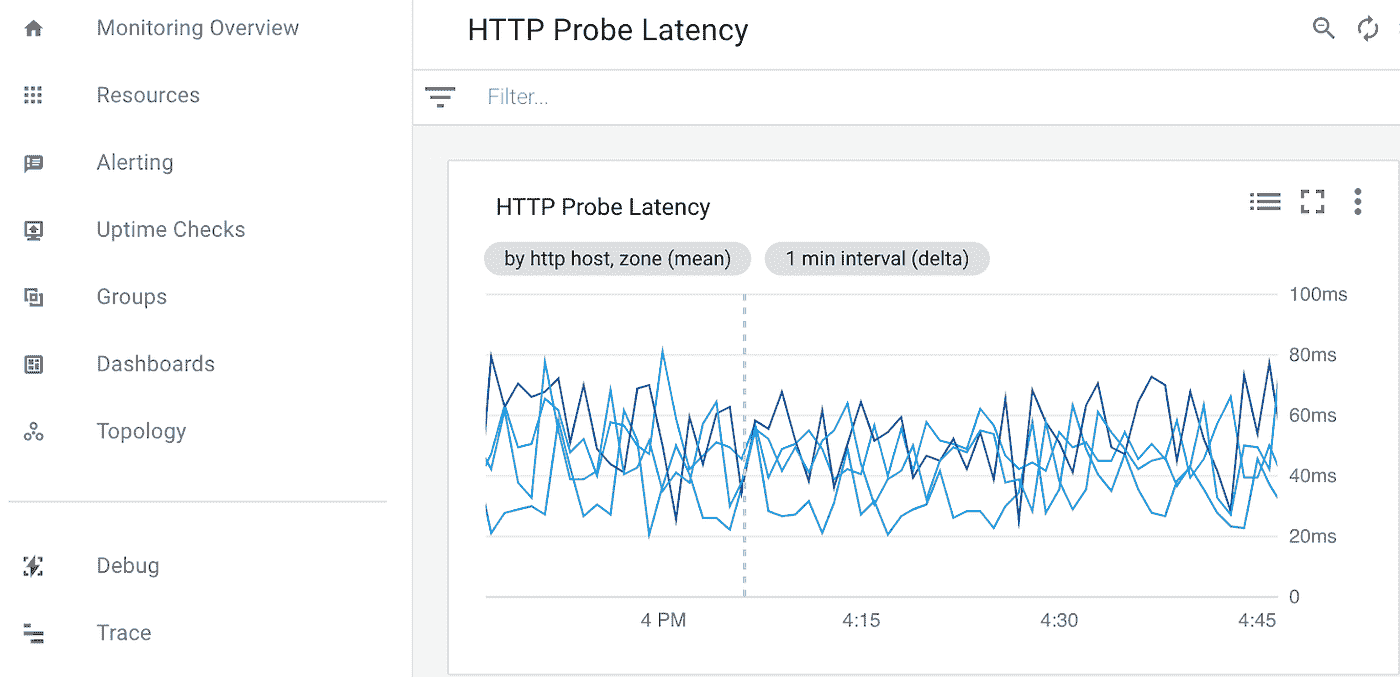 Monitoring Overview
Resources
Alerting
Uptime Checks
Groups
Dashboards
Topology
Debug
Trace
HTTP Probe Latency
Filter...
HTTP Probe Latency
by http host, zone (mean)
1 min interval (delta)
100ms
80ms
60ms
40ms
20ms
0
4 PM
4:15
4:30
4:45